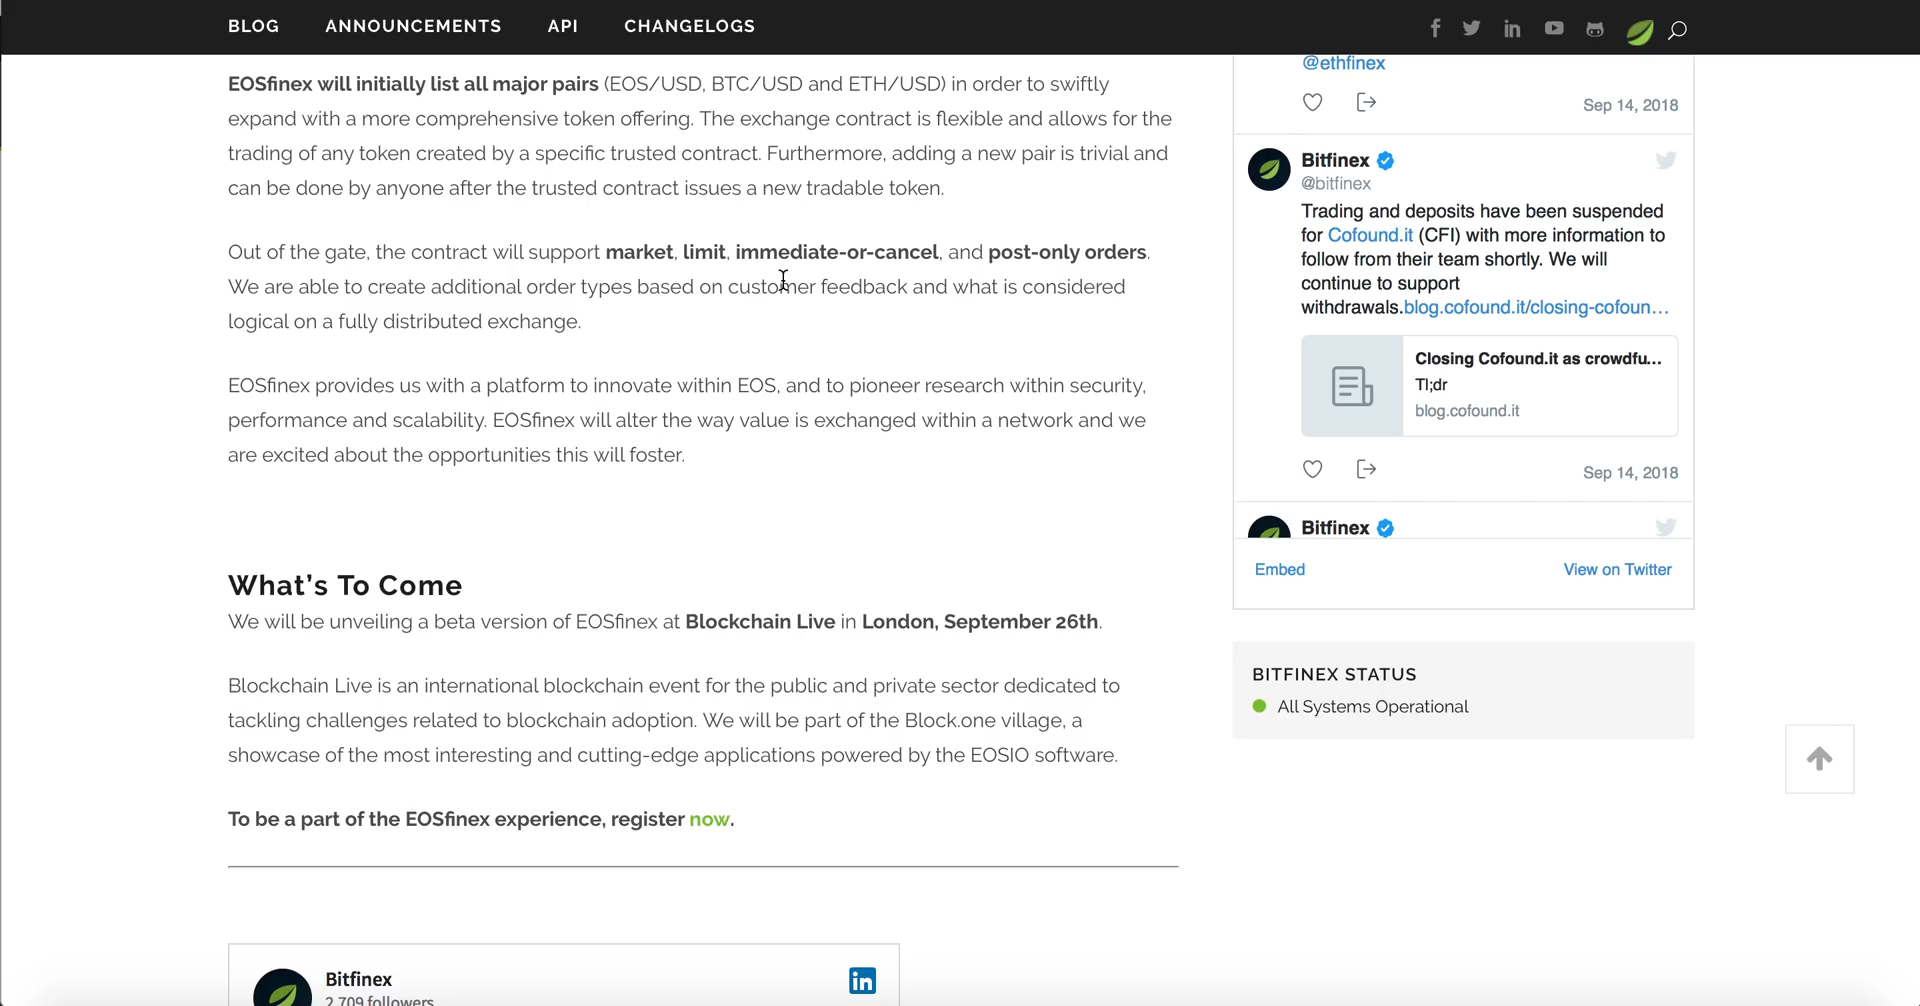 BLOG ANNOUNCEMENTS API CHANGELOGS
EOSfinex will initially list all major pairs (EOS/USD, BTC/USD and ETH/USD) in order to swiftly
expand with a more comprehensive token offering. The exchange contract is flexible and allows for the
trading of any token created by a specific trusted contract. Furthermore, adding a new pair is trivial and
can be done by anyone after the trusted contract issues a new tradable token.
Out of the gate, the contract will support market, limit, immediate-or-cancel, and post-only orders.
We are able to create additional order types based on customer feedback and what is considered
logical on a fully distributed exchange.
EOSfinex provides us with a platform to innovate within EOS, and to pioneer research within security,
performance and scalability. EOSfinex will alter the way value is exchanged within a network and we
are excited about the opportunities this will foster.
What's To Come
We will be unveiling a beta version of EOSfinex at Blockchain Live in London, September 26th.
Blockchain Live is an international blockchain event for the public and private sector dedicated to
tackling challenges related to blockchain adoption. We will be part of the Block.one village, a
showcase of the most interesting and cutting-edge applications powered by the EOSIO software.
To be a part of the EOSfinex experience, register now.
Bitfinex
2,709 followers
in
@ethfinex
Sep 14, 2018
Bitfinex
@bitfinex
Trading and deposits have been suspended
for Cofound.it (CFI) with more information to
follow from their team shortly. We will
continue to support
withdrawals.blog.cofound.it/closing-cofoun…
Closing Cofound.it as crowdfu...
Tl;dr
blog.cofound.it
Sep 14, 2018
Bitfinex
Embed View on Twitter
BITFINEX STATUS
All Systems Operational